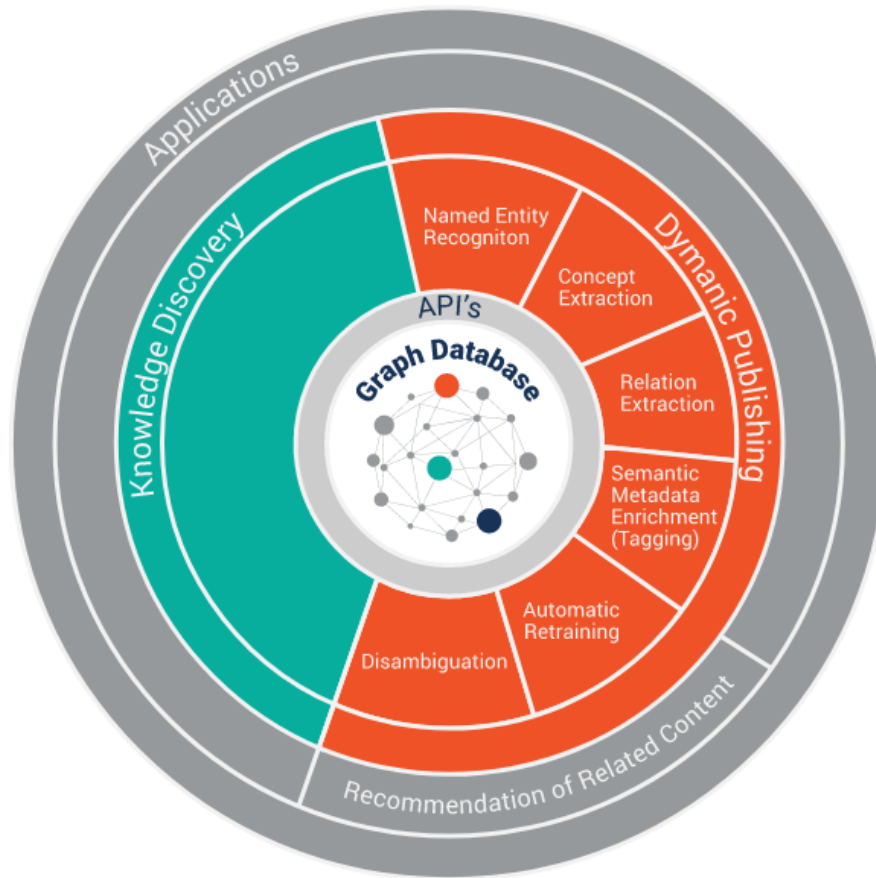 Applications
Knowledge Discovery
Dymanic Publishing
Named Entity
Recogniton
Concept
Extraction
Relation
Extraction
Semantic
Metadata
Enrichment
(Tagging)
Automatic
Retraining
Disambiguation
API's
Graph Database
Recommendation of Related Content